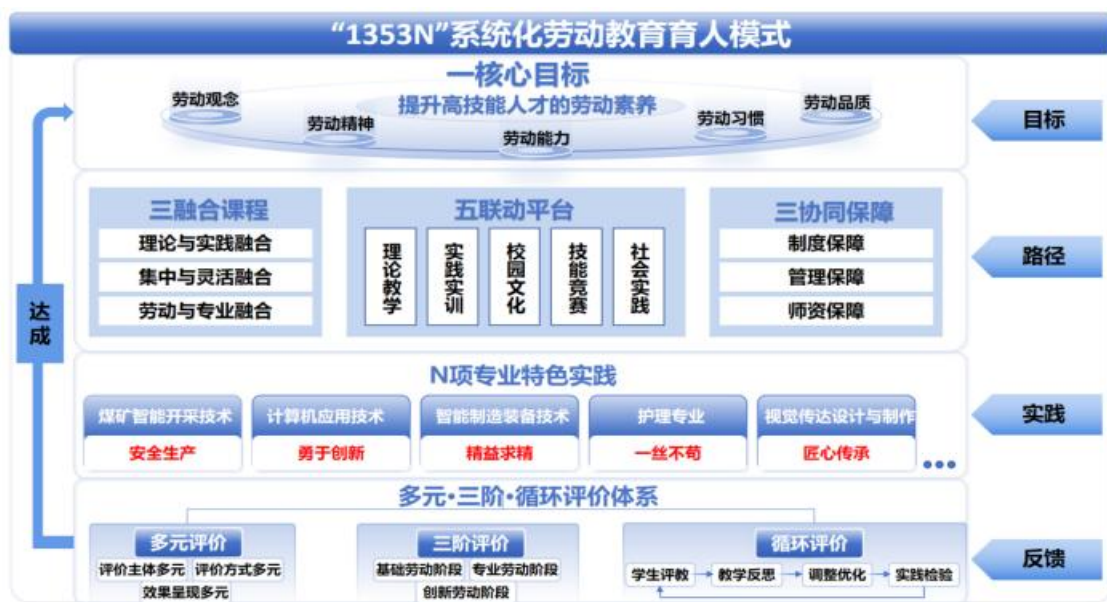 “1353N”系统化劳动教育育人模式
一核心目标
提升高技能人才的劳动素养
劳动观念
劳动精神
劳动能力
劳动习惯
劳动品质
目标
三融合课程
理论与实践融合
集中与灵活融合
劳动与专业融合
五联动平台
理论教学
实践实训
校园文化
技能竞赛
社会实践
三协同保障
制度保障
管理保障
师资保障
路径
达成
N项专业特色实践
煤矿智能开采技术
安全生产
计算机应用技术
勇于创新
智能制造装备技术
精益求精
护理专业
一丝不苟
视觉传达设计与制作
匠心传承
实践
多元·三阶·循环评价体系
多元评价
评价主体多元 评价方式多元
效果呈现多元
三阶评价
基础劳动阶段 专业劳动阶段
创新劳动阶段
循环评价
学生评教 教学反思 调整优化 实践检验
反馈